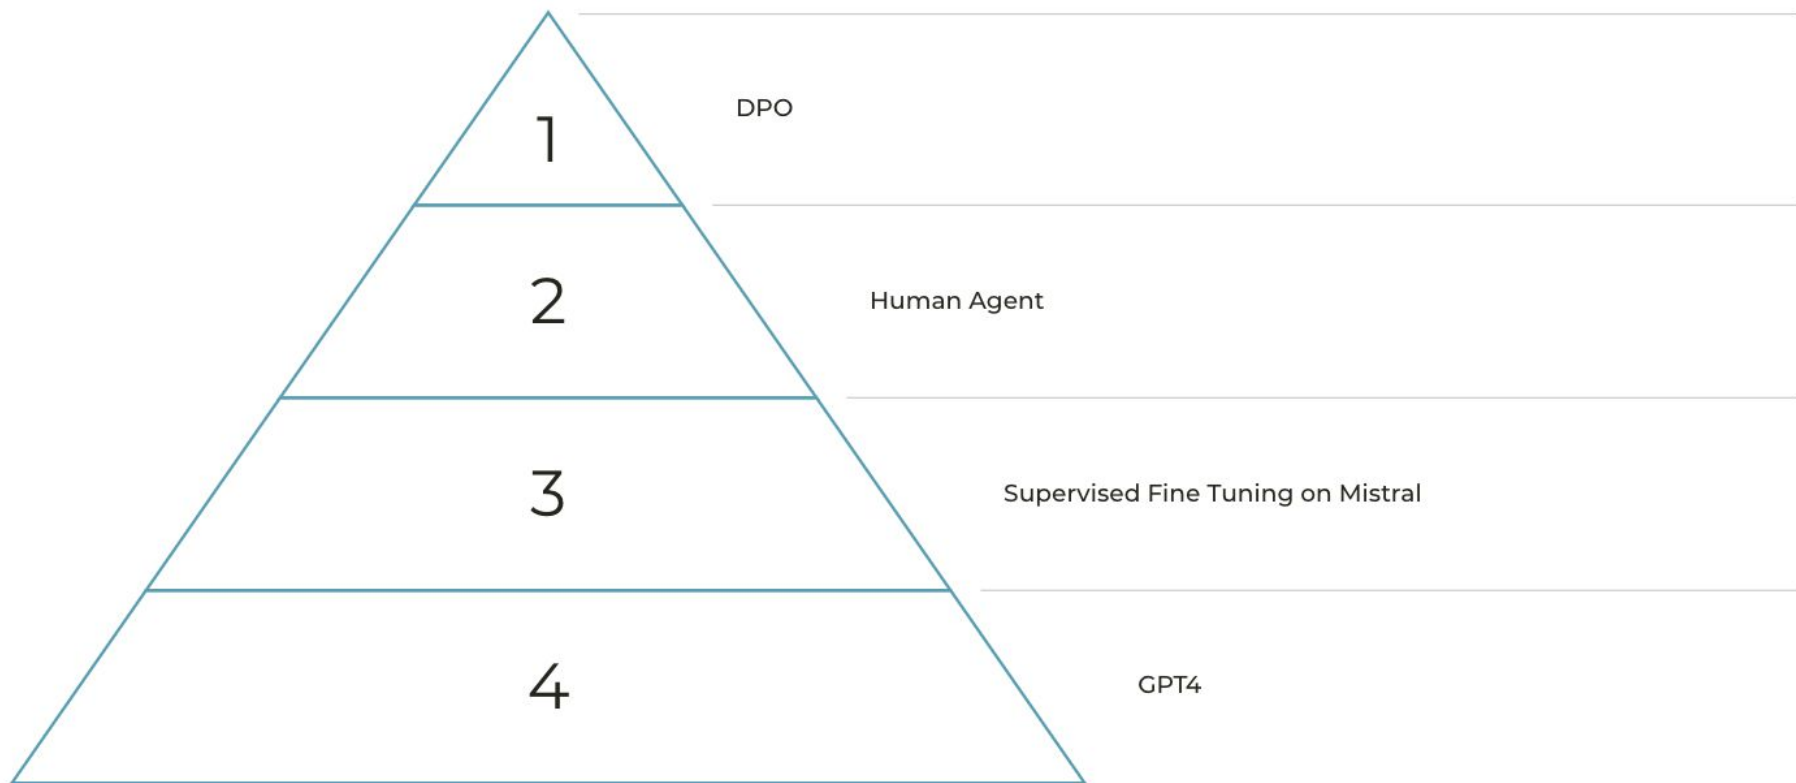 1
DPO
2
Human Agent
3
Supervised Fine Tuning on Mistral
4
GPT4